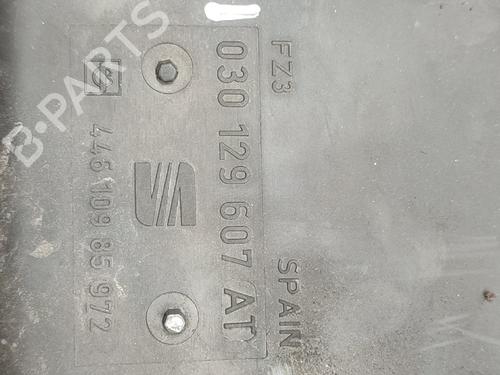 FZ3
SPAIN
030 129 607 AT
446 109 85 972
B-PARTS